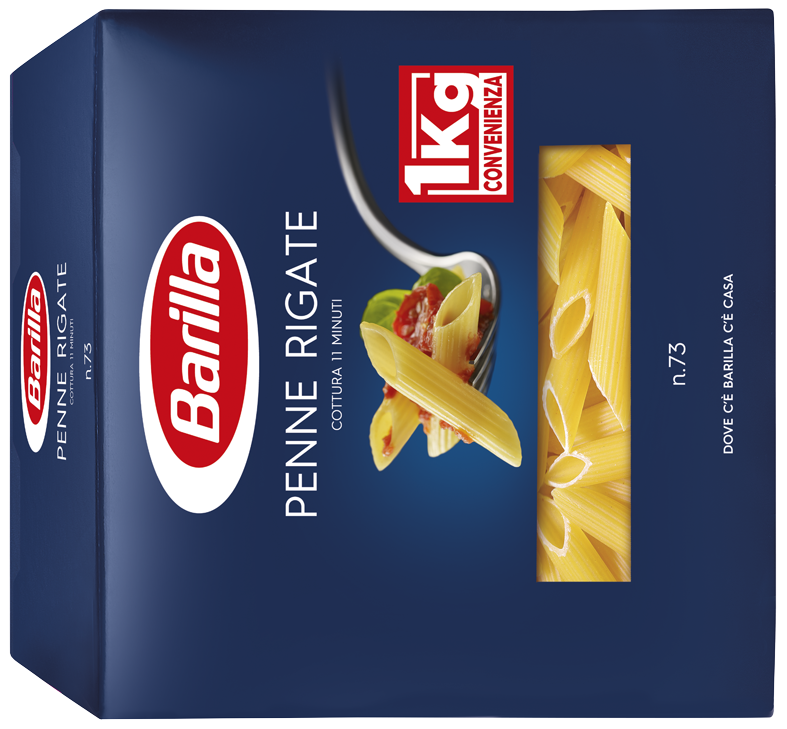 Barilla
PENNE RIGATE
COTTURA 11 MINUTI
n.73
1Kg
CONVENIENZA
Barilla
PENNE RIGATE
COTTURA 11 MINUTI
n.73
DOVE C'È BARILLA C'È CASA